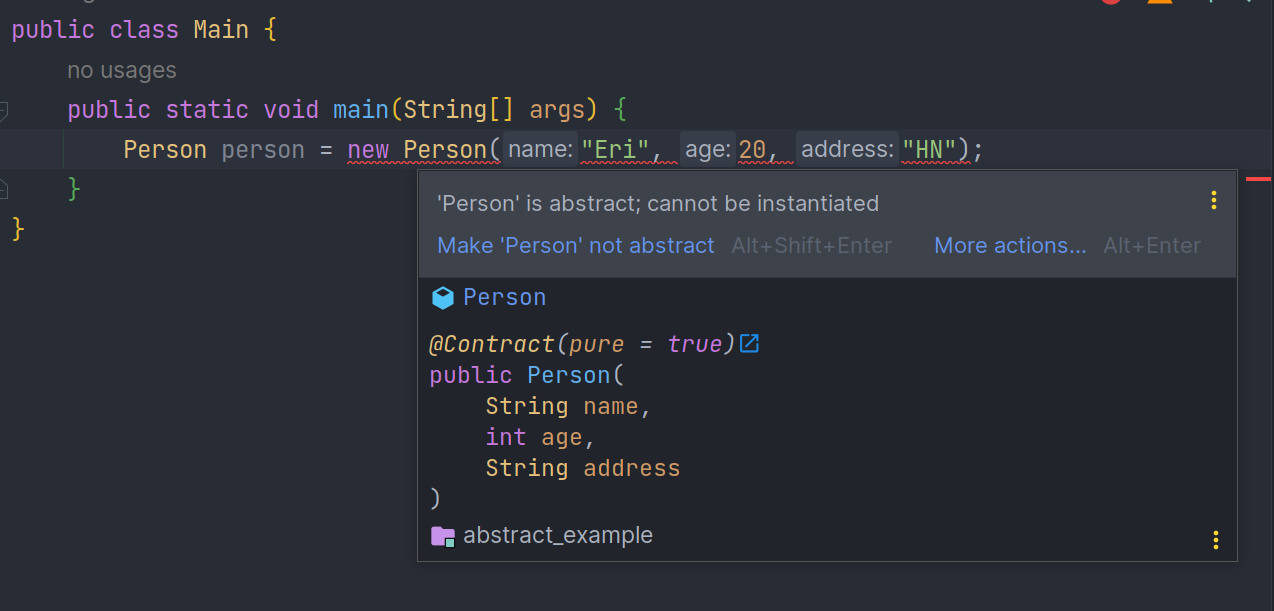 public class Main {
no usages
public static void main(String[] args) {
Person person = new Person( name: "Eri", age: 20, address: "HN");
'Person' is abstract; cannot be instantiated
Make 'Person' not abstract Alt+Shift+Enter More actions... Alt+Enter
}
}
Person
@Contract(pure = true)
public Person(
String name,
int age,
String address
)
abstract_example